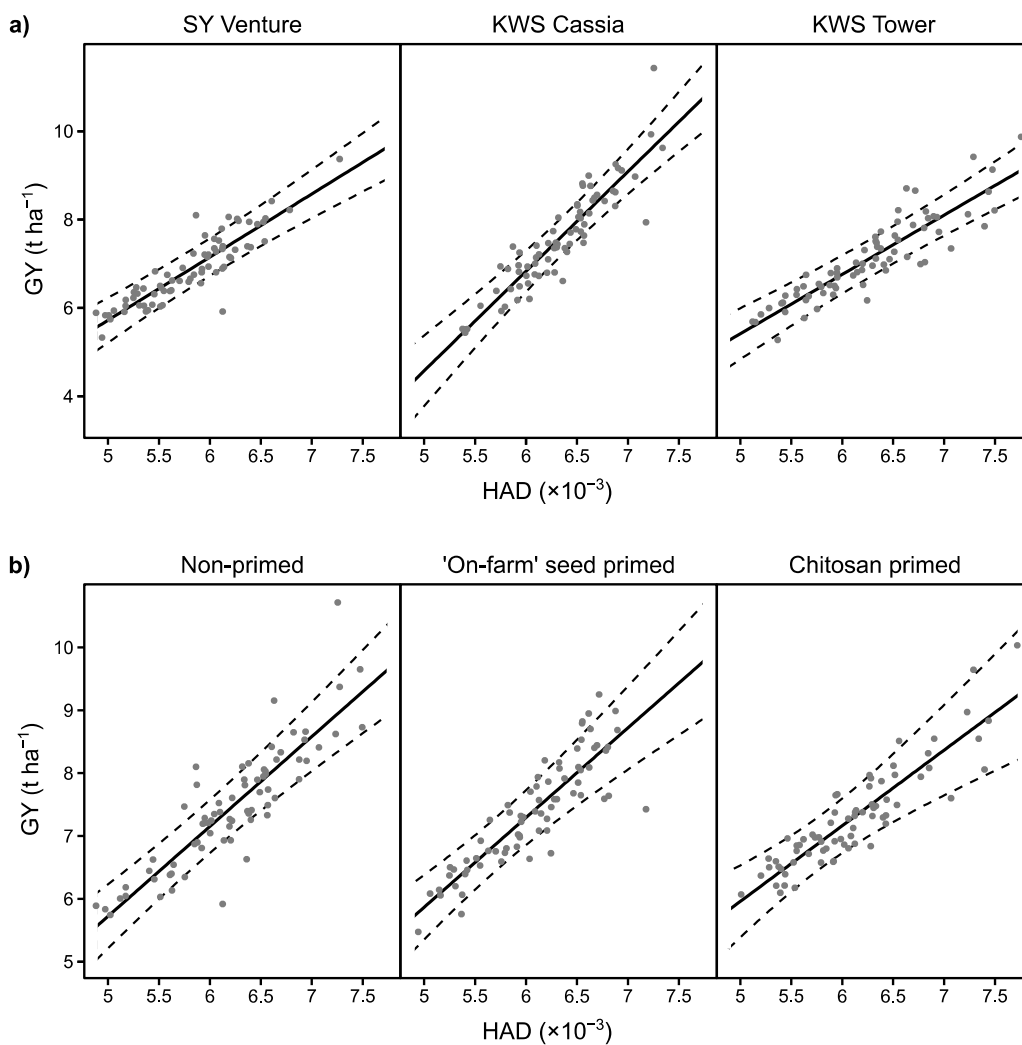 a)
SY Venture KWS Cassia KWS Tower
10
8
6
4
GY (t ha⁻¹)
5 5.5 6 6.5 7 7.5 5 5.5 6 6.5 7 7.5 5 5.5 6 6.5 7 7.5
HAD (×10⁻³)
b)
Non-primed 'On-farm' seed primed Chitosan primed
10
9
8
7
6
5
GY (t ha⁻¹)
5 5.5 6 6.5 7 7.5 5 5.5 6 6.5 7 7.5 5 5.5 6 6.5 7 7.5
HAD (×10⁻³)